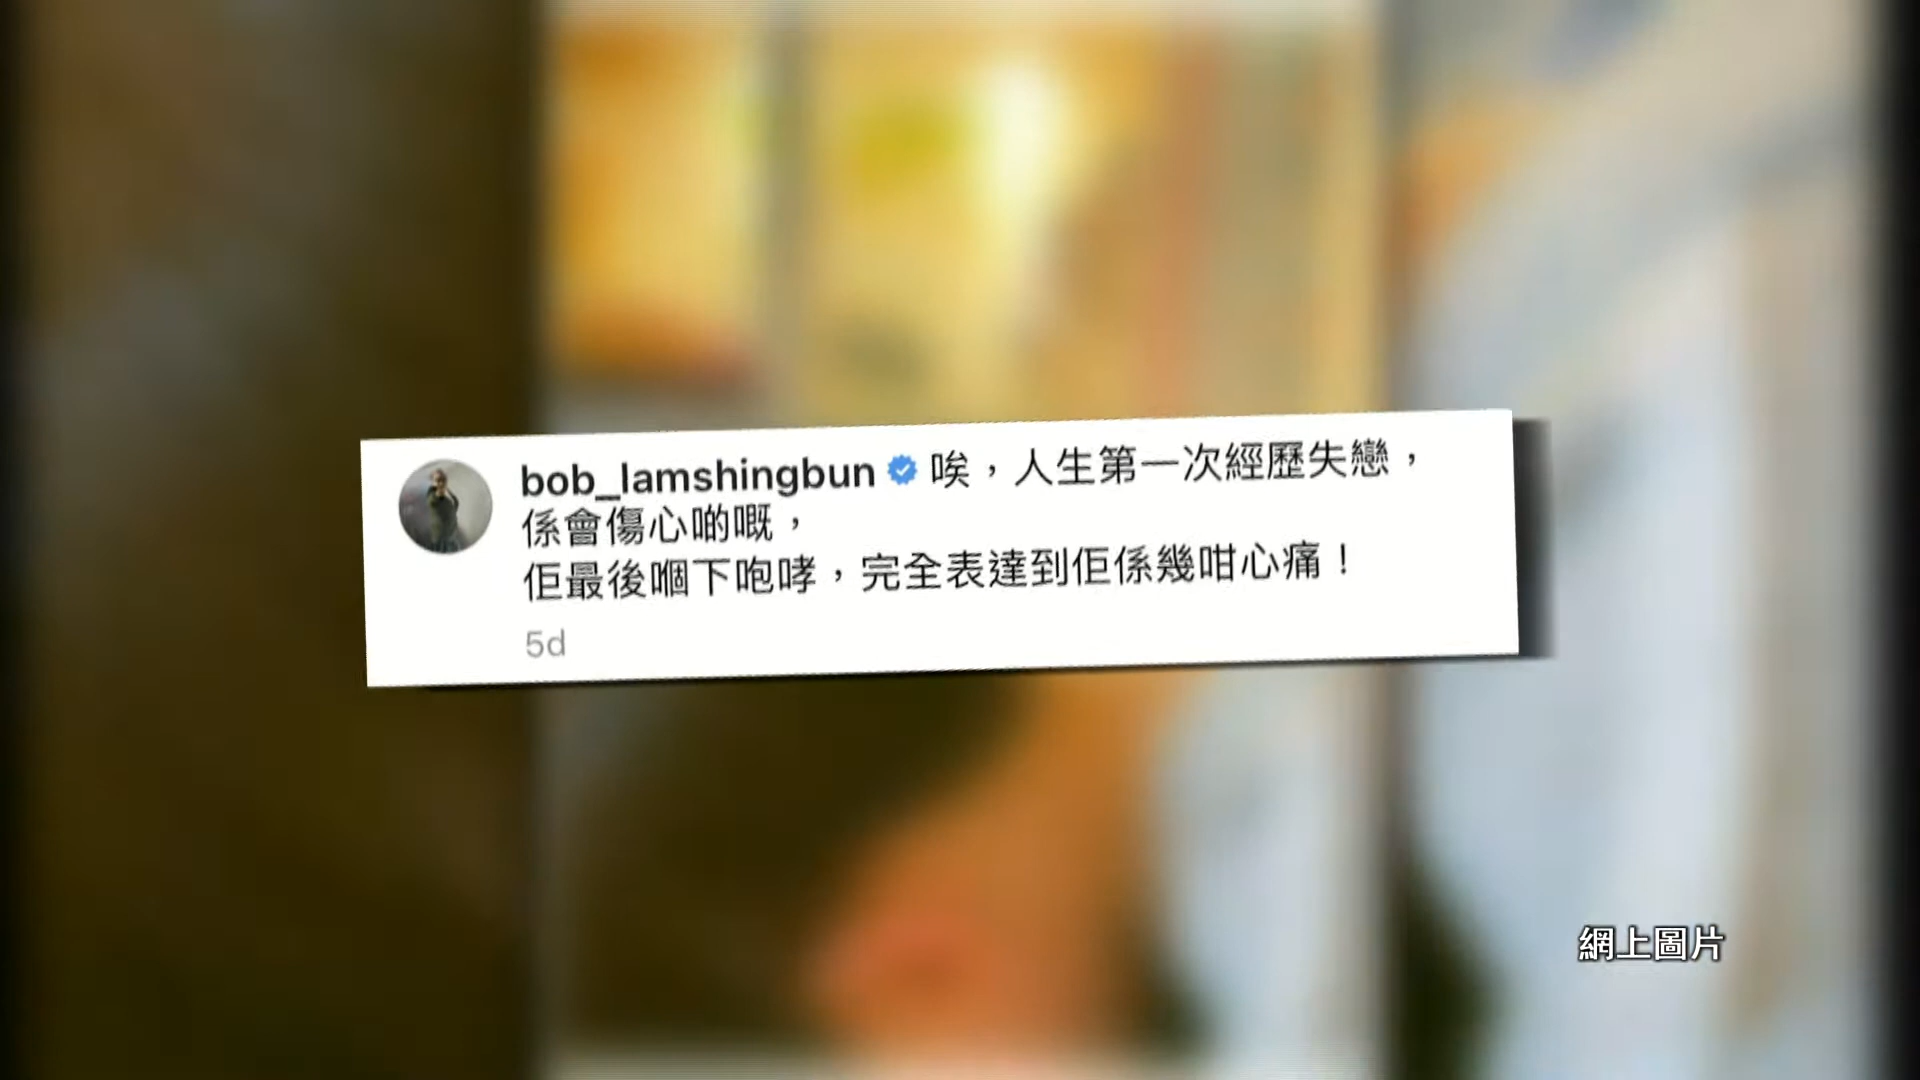 bob_lamshingbun 唉，人生第一次經歷失戀，
係會傷心啲嘅，
佢最後嗰下咆哮，完全表達到佢係幾咁心痛！
5d
網上圖片